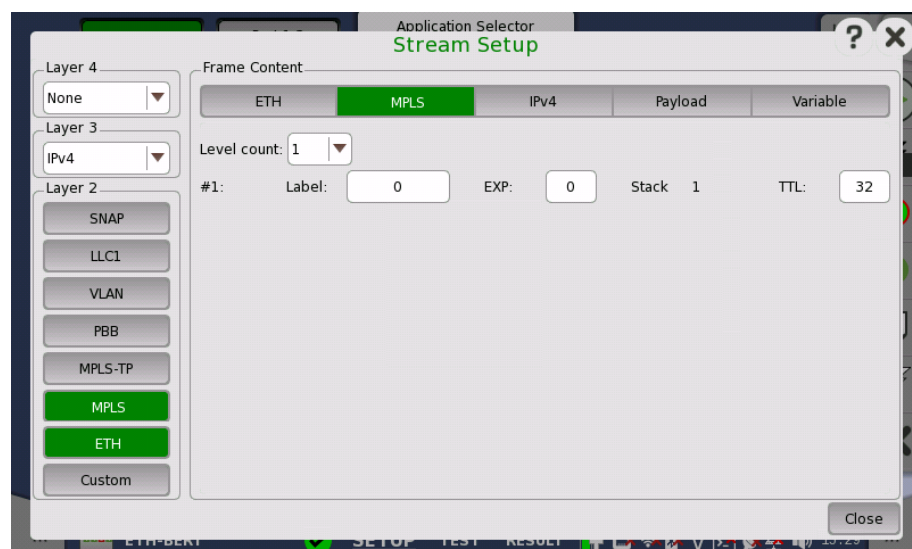 Application Selector
Stream Setup
?
Layer 4
None
Layer 3
IPv4
Layer 2
SNAP
LLC1
VLAN
PBB
MPLS-TP
MPLS
ETH
Custom
Frame Content
ETH MPLS IPv4 Payload Variable
Level count: 1
#1: Label: 0 EXP: 0 Stack 1 TTL: 32
Close
ETH-BERT SETUP TEST RESULT 15:29